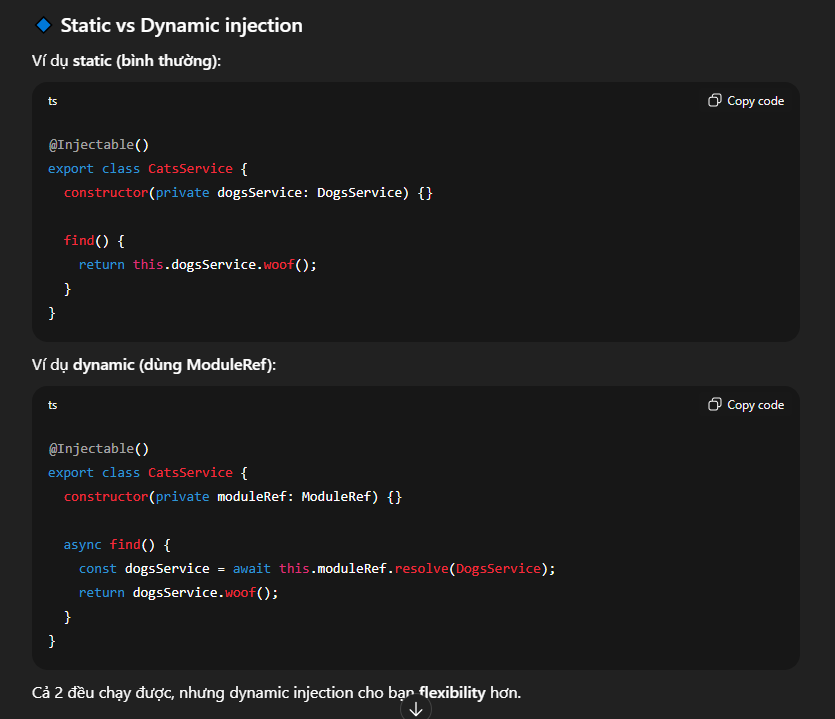 Static vs Dynamic injection
Ví dụ static (bình thường):
ts
Copy code
@Injectable()
export class CatsService {
constructor(private dogsService: DogsService) {}
find() {
return this.dogsService.woof();
}
}
Ví dụ dynamic (dùng ModuleRef):
ts
Copy code
@Injectable()
export class CatsService {
constructor(private moduleRef: ModuleRef) {}
async find() {
const dogsService = await this.moduleRef.resolve(DogsService);
return dogsService.woof();
}
}
Cả 2 đều chạy được, nhưng dynamic injection cho bạn flexibility hơn.